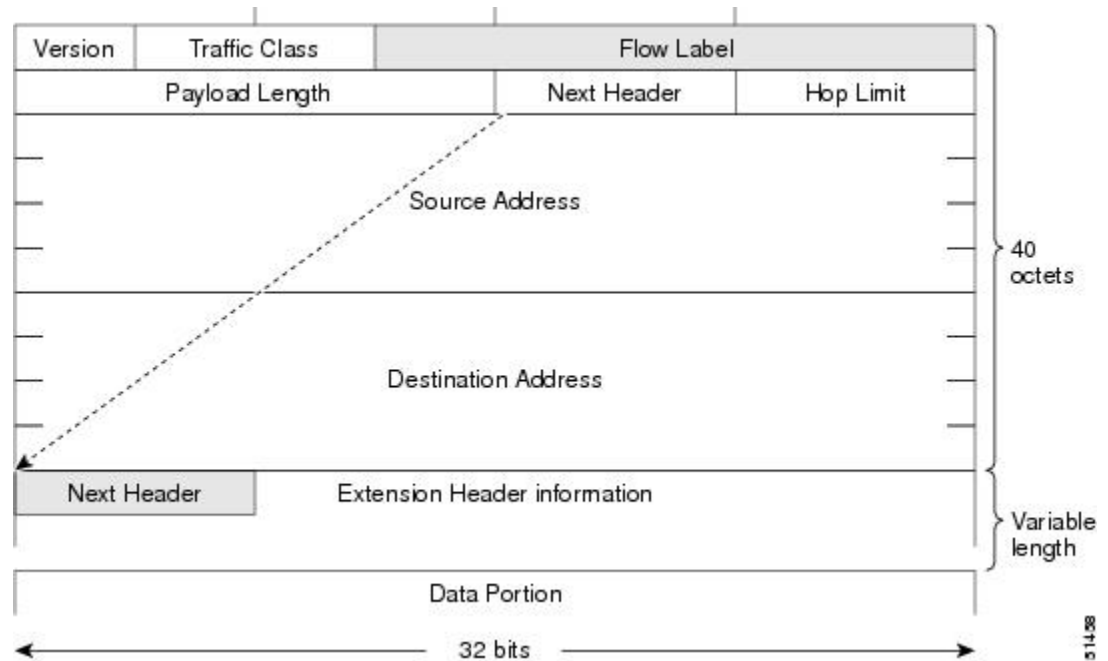 Version Traffic Class Flow Label
Payload Length Next Header Hop Limit
Source Address
40
octets
Destination Address
Next Header Extension Header information
Variable
length
Data Portion
32 bits
51458